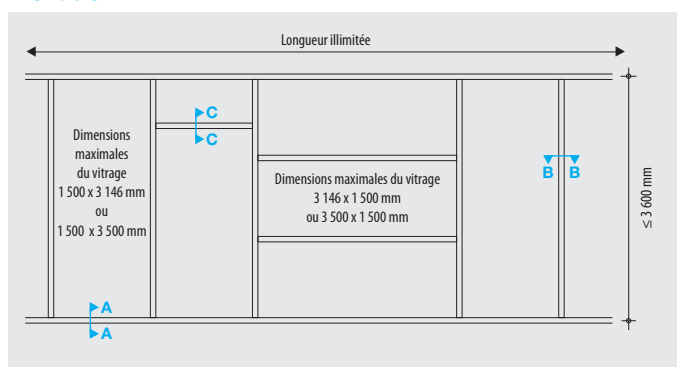 Longueur illimitée
Dimensions
maximales
du vitrage
1 500 x 3 146 mm
ou
1 500 x 3 500 mm
C
C
Dimensions maximales du vitrage
3 146 x 1 500 mm
ou 3 500 x 1 500 mm
B B
≤ 3 600 mm
A
A